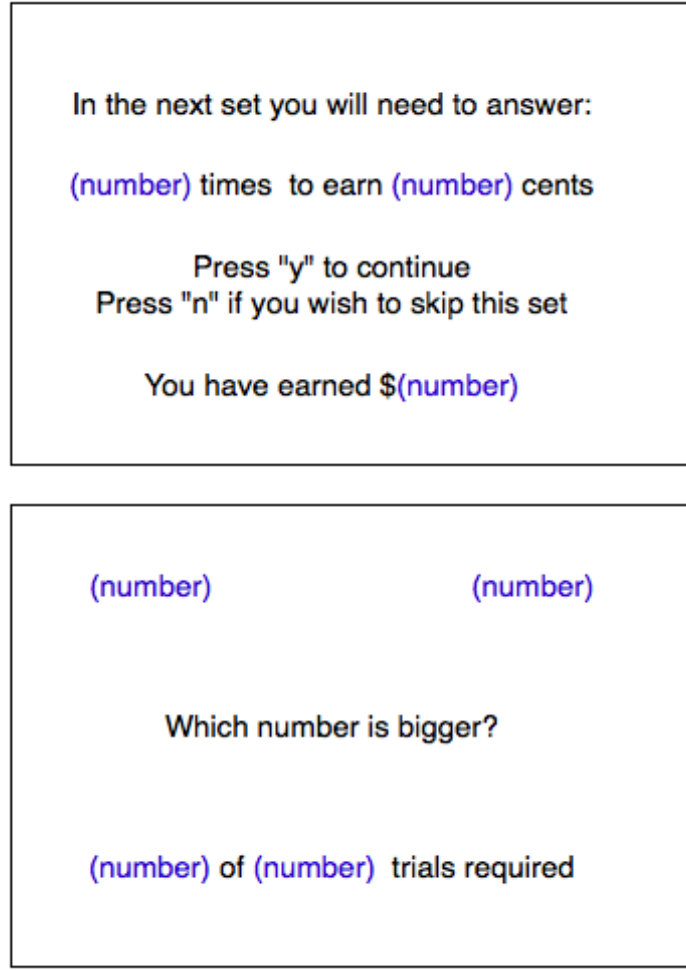 In the next set you will need to answer:
(number) times to earn (number) cents
Press "y" to continue
Press "n" if you wish to skip this set
You have earned $(number)
(number) (number)
Which number is bigger?
(number) of (number) trials required